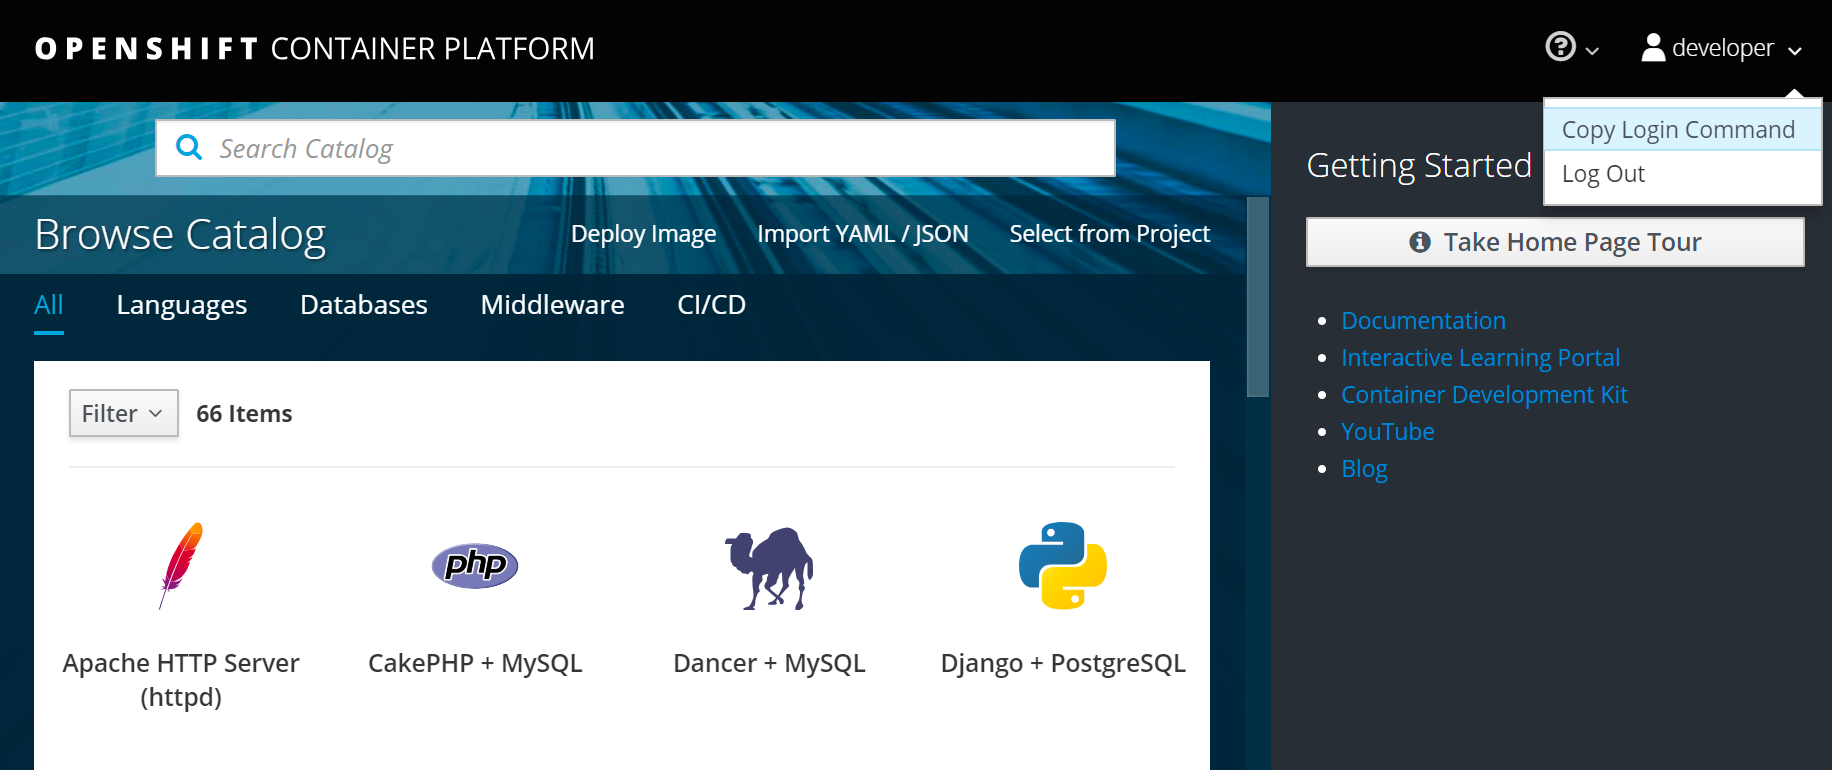 OPENSHIFT CONTAINER PLATFORM
developer
Search Catalog
Copy Login Command
Log Out
Browse Catalog
Deploy Image
Import YAML / JSON
Select from Project
Getting Started
Take Home Page Tour
All
Languages
Databases
Middleware
CI/CD
Documentation
Interactive Learning Portal
Container Development Kit
YouTube
Blog
Filter
66 Items
php
Apache HTTP Server
(httpd)
CakePHP + MySQL
Dancer + MySQL
Django + PostgreSQL